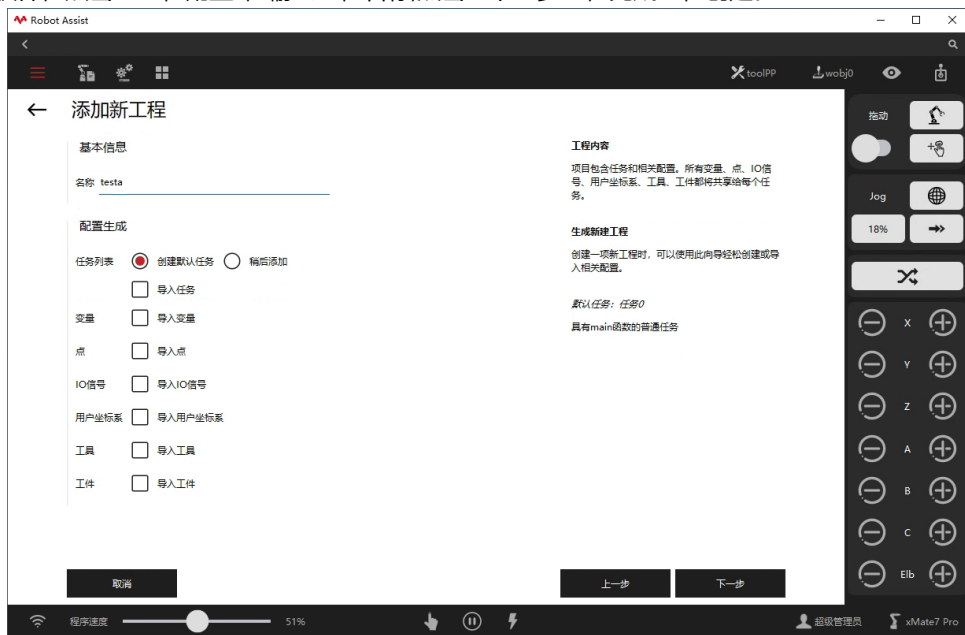 Robot Assist
toolPP
wobj0
添加新工程
基本信息
名称 testa
配置生成
任务列表 创建默认任务 稍后添加
导入任务
变量 导入变量
点 导入点
IO信号 导入IO信号
用户坐标系 导入用户坐标系
工具 导入工具
工件 导入工件
工程内容
项目包含任务和相关配置。所有变量、点、IO信
号、用户坐标系、工具、工件都将共享给每个任
务。
生成新建工程
创建一项新工程时，可以使用此向导轻松创建或导
入相关配置。
默认任务：任务0
具有main函数的普通任务
取消
上一步
下一步
拖动
Jog
18%
X
Y
Z
A
B
C
Elb
程序速度 51%
超级管理员
xMate7 Pro